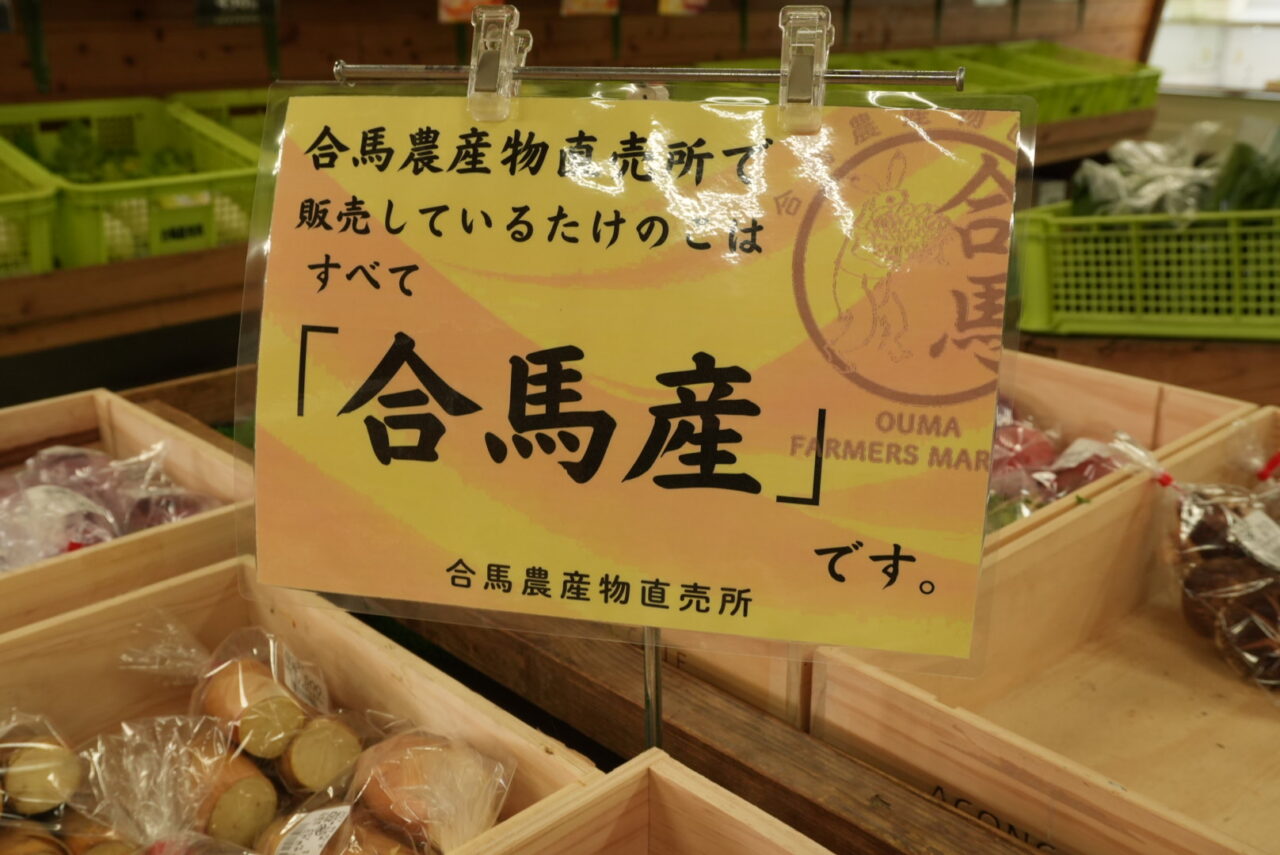 合馬農産物直売所で
販売しているたけのこは
すべて
「合馬産」
です。
合馬農産物直売所
合馬
OUMA
FARMERS MAR